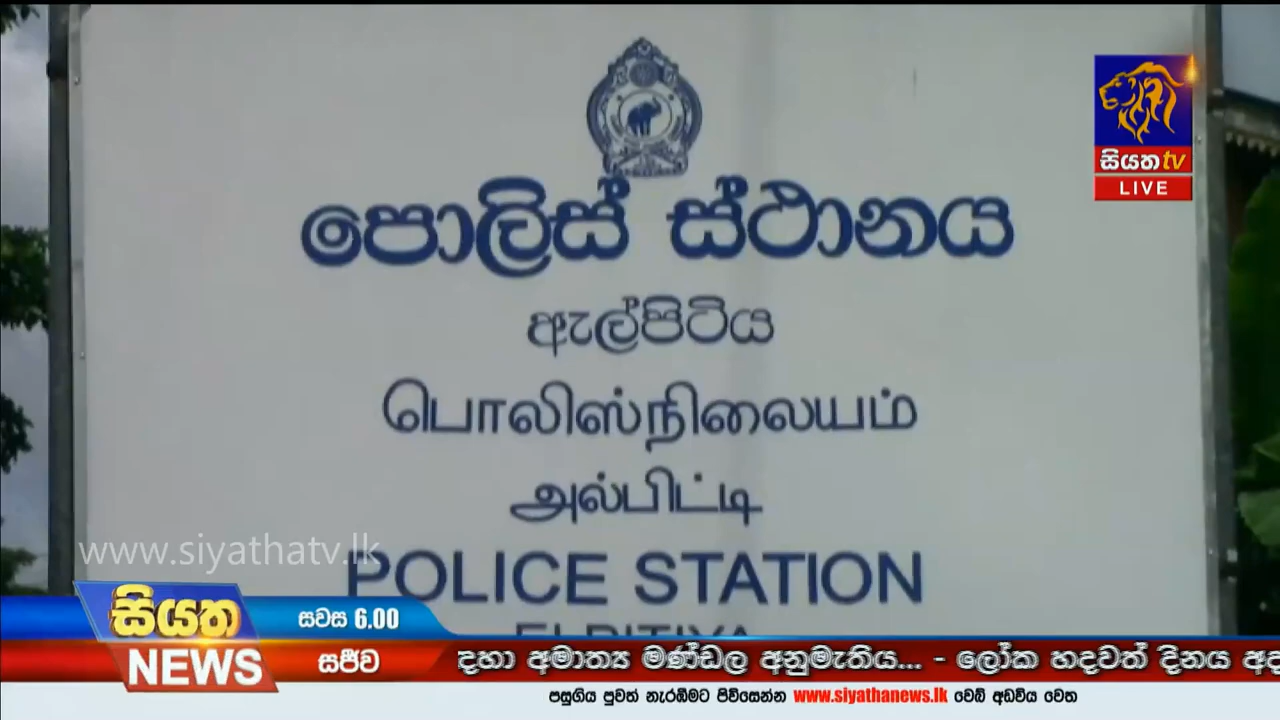 සියත tv
LIVE
පොලිස් ස්ථානය
ඇල්පිටිය
பொலிஸ்நிலையம்
அல்பிட்டி
POLICE STATION
ELPITIYA
www.siyathatv.lk
සියත
NEWS
සවස 6.00
සජීව
දහා අමාත්‍ය මණ්ඩල අනුමැතිය... - ලෝක හදවත් දිනය අද
පසුගිය පුවත් නැරඹීමට පිවිසෙන්න www.siyathanews.lk වෙබ් අඩවිය වෙත